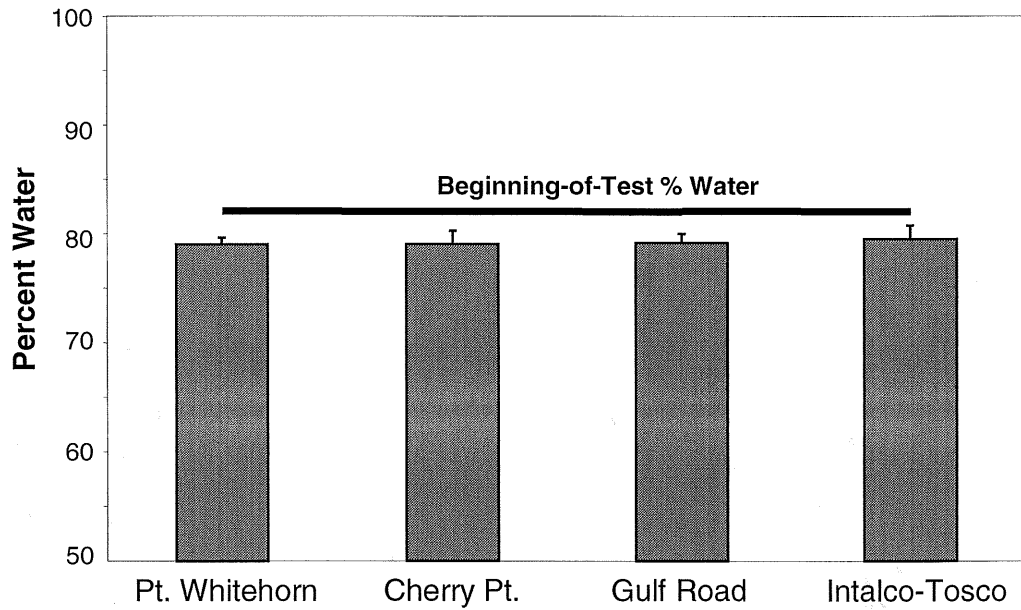 100
90
80
70
60
50
Percent Water
Beginning-of-Test % Water
Pt. Whitehorn
Cherry Pt.
Gulf Road
Intalco-Tosco